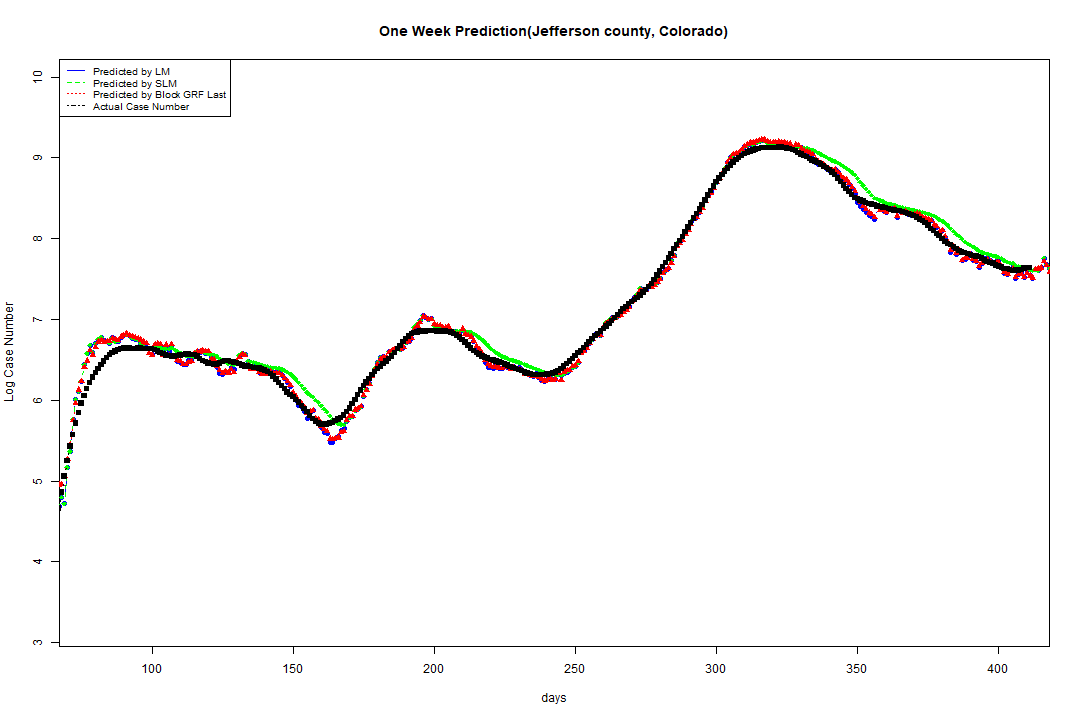 One Week Prediction(Jefferson county, Colorado)
Predicted by LM
Predicted by SLM
Predicted by Block GRF Last
Actual Case Number
10
9
8
7
6
5
4
3
Log Case Number
100 150 200 250 300 350 400
days